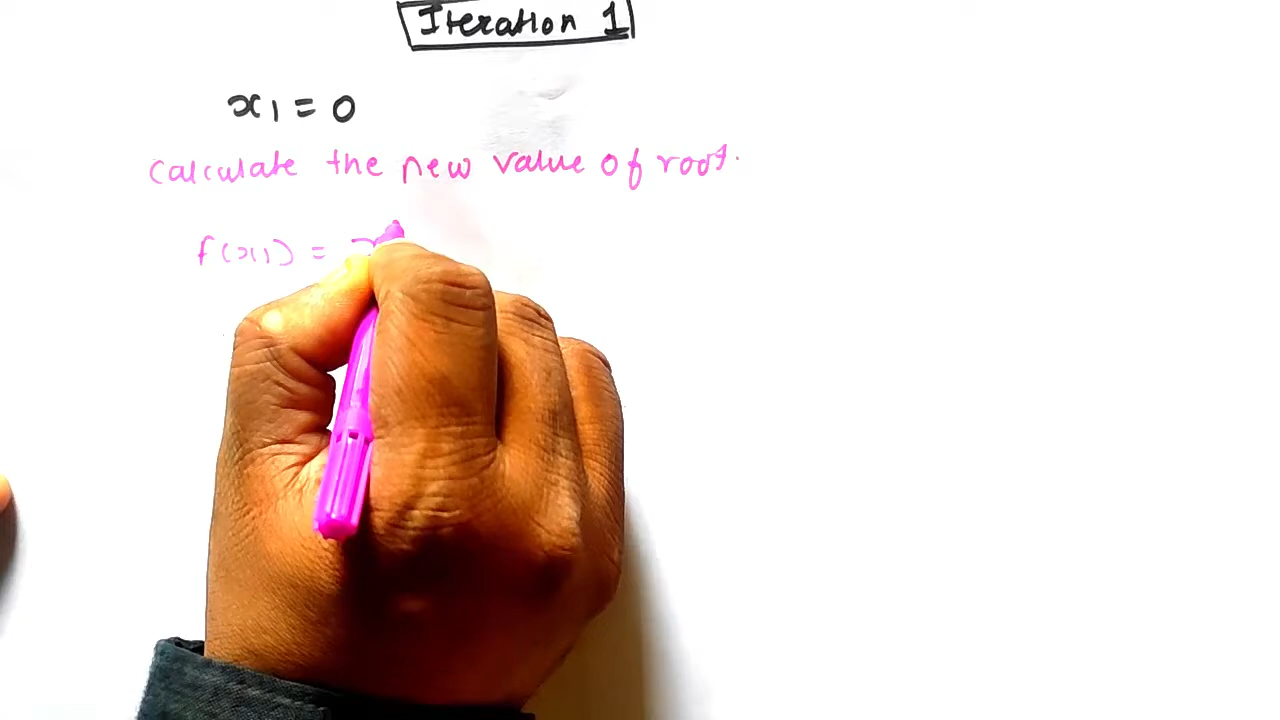 Iteration 1
x1 = 0
Calculate the new value of root.
f(x1) =